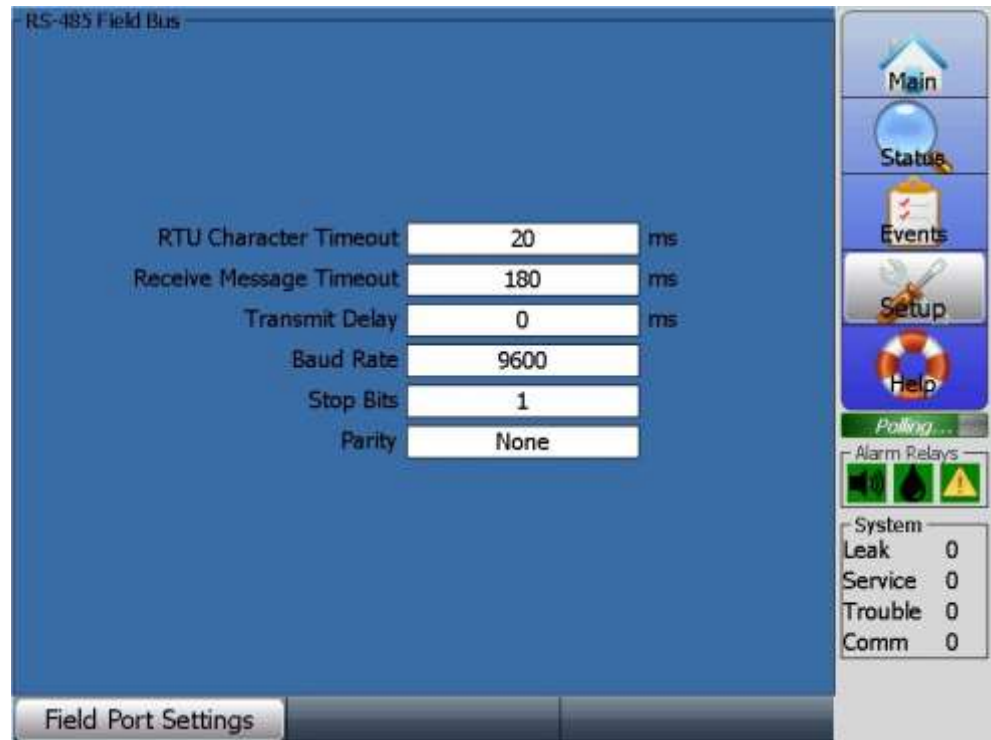 RS-485 Field Bus
RTU Character Timeout 20 ms
Receive Message Timeout 180 ms
Transmit Delay 0 ms
Baud Rate 9600
Stop Bits 1
Parity None
Field Port Settings
Main
Status
Events
Setup
Help
Polling...
Alarm Relays
System
Leak 0
Service 0
Trouble 0
Comm 0